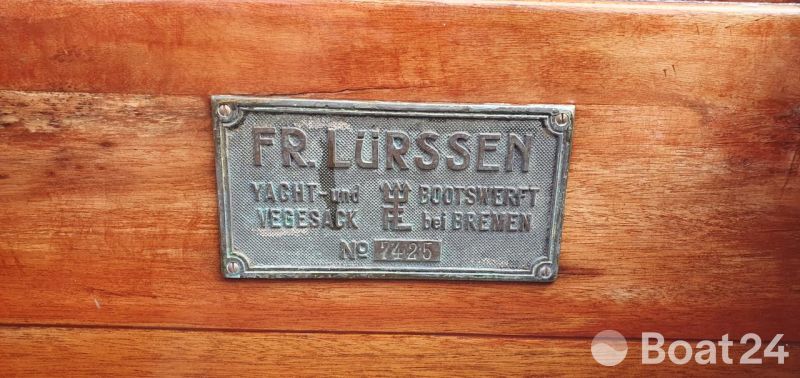 FR. LÜRSSEN
YACHT- und BOOTSWERFT
VEGESACK bei BREMEN
No 7425
Boat24